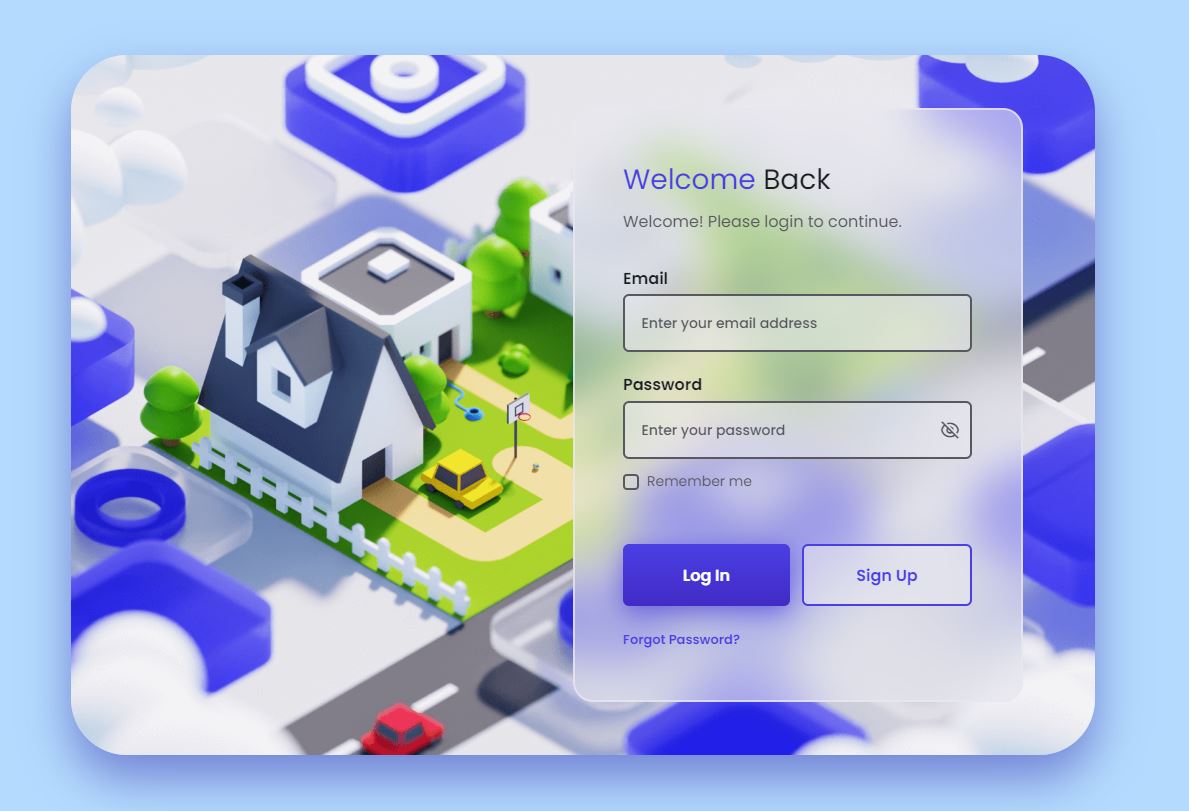 Welcome Back
Welcome! Please login to continue.
Email
Enter your email address
Password
Enter your password
Remember me
Log In
Sign Up
Forgot Password?